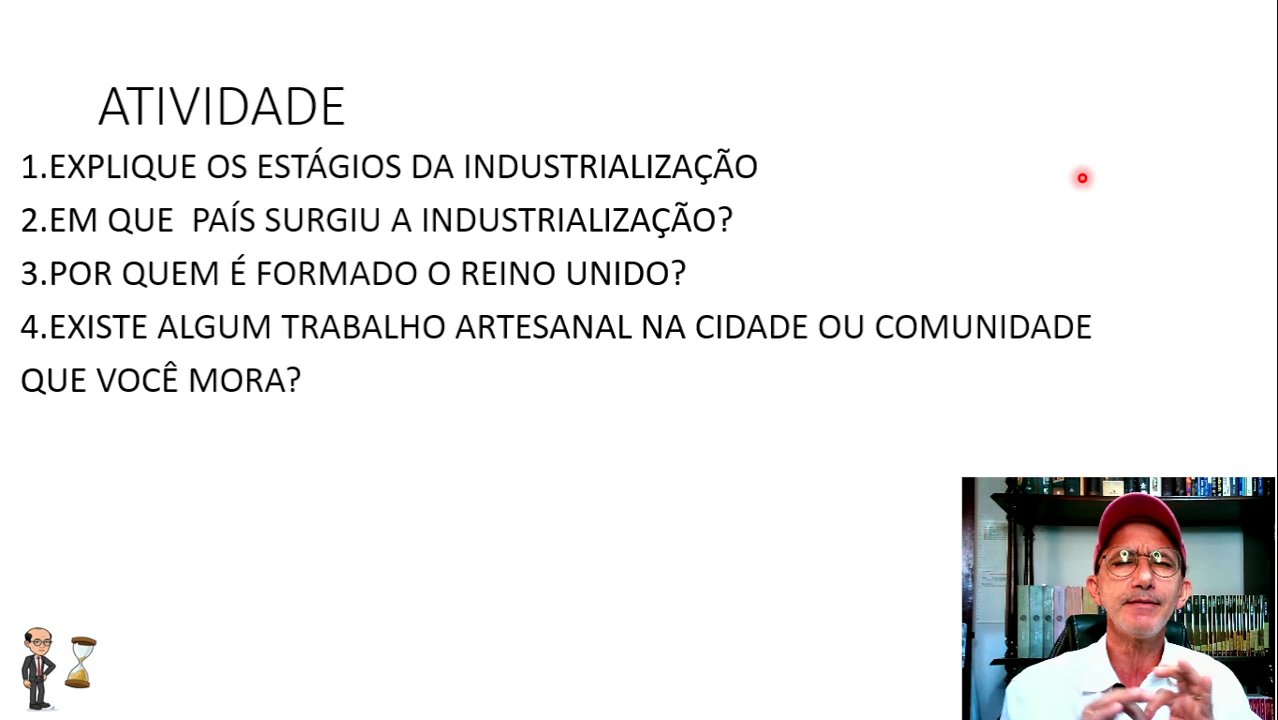 ATIVIDADE
1.EXPLIQUE OS ESTÁGIOS DA INDUSTRIALIZAÇÃO
2.EM QUE  PAÍS SURGIU A INDUSTRIALIZAÇÃO?
3.POR QUEM É FORMADO O REINO UNIDO?
4.EXISTE ALGUM TRABALHO ARTESANAL NA CIDADE OU COMUNIDADE
QUE VOCÊ MORA?